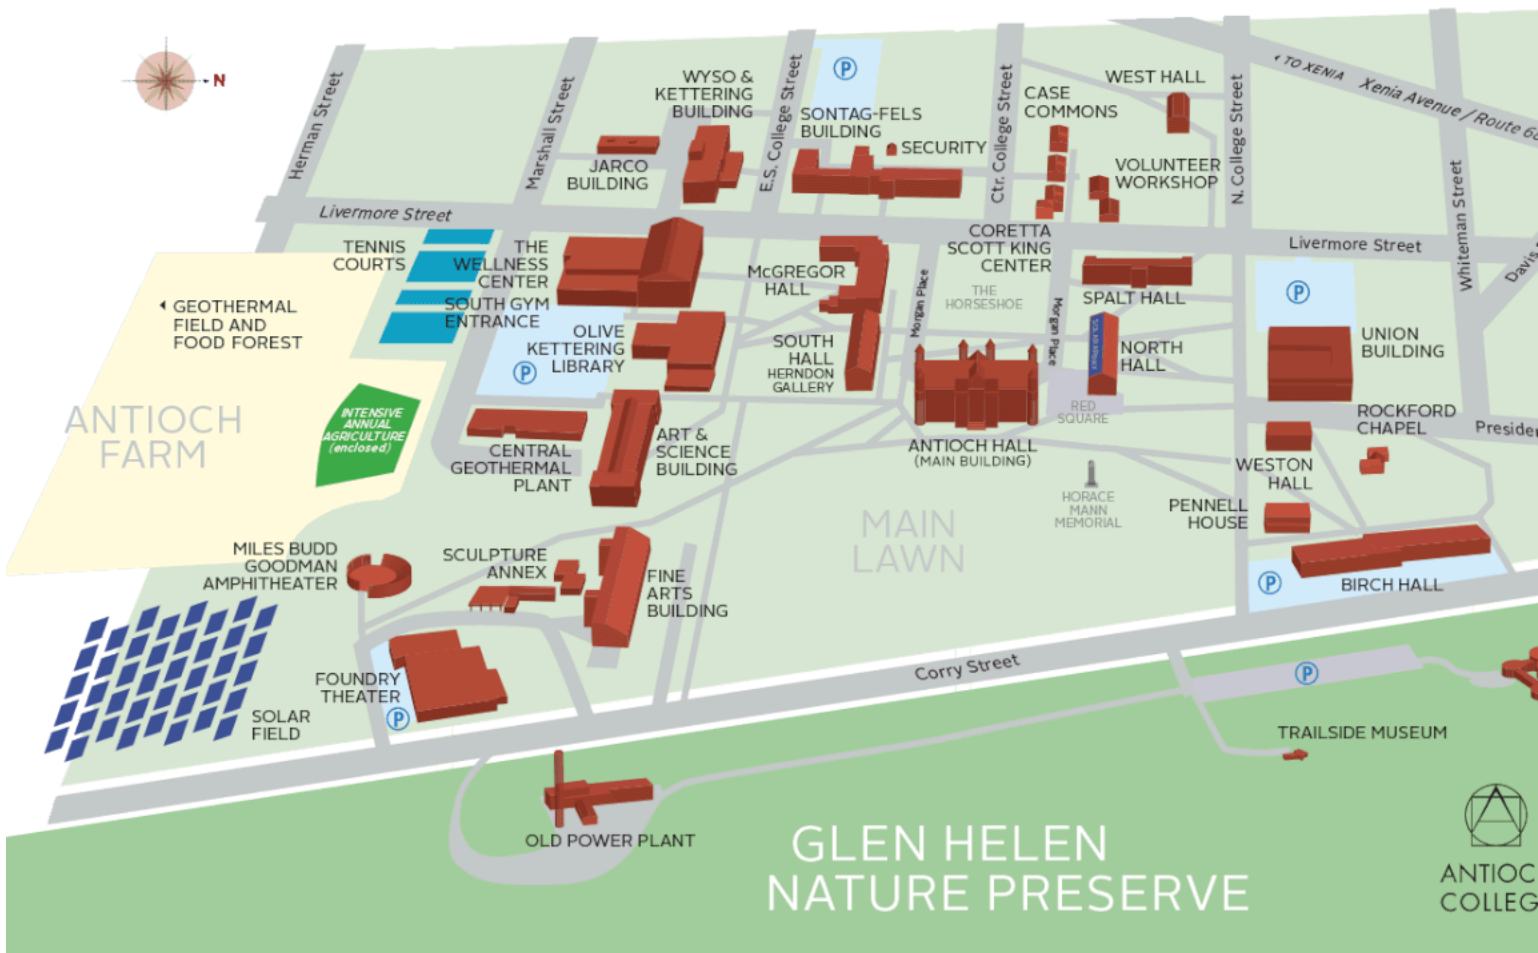 N
Herman Street
Marshall Street
E.S. College Street
Ctr. College Street
N. College Street
Whiteman Street
TO XENIA
Xenia Avenue / Route 68
WYSO &
KETTERING
BUILDING
JARCO
BUILDING
P
SONTAG-FELS
BUILDING
SECURITY
CASE
COMMONS
WEST HALL
VOLUNTEER
WORKSHOP
Livermore Street
Livermore Street
Davis
TENNIS
COURTS
THE
WELLNESS
CENTER
SOUTH GYM
ENTRANCE
McGREGOR
HALL
Morgan Place
THE
HORSESHOE
CORETTA
SCOTT KING
CENTER
SPALT HALL
Morgan Place
P
GEOTHERMAL
FIELD AND
FOOD FOREST
OLIVE
KETTERING
LIBRARY
P
SOUTH
HALL
HERNDON
GALLERY
NORTH
HALL
UNION
BUILDING
ANTIOCH
FARM
INTENSIVE
ANNUAL
AGRICULTURE
(enclosed)
CENTRAL
GEOTHERMAL
PLANT
ART &
SCIENCE
BUILDING
ANTIOCH HALL
(MAIN BUILDING)
RED
SQUARE
ROCKFORD
CHAPEL
Presiden
WESTON
HALL
HORACE
MANN
MEMORIAL
PENNELL
HOUSE
MAIN
LAWN
MILES BUDD
GOODMAN
AMPHITHEATER
SCULPTURE
ANNEX
FINE
ARTS
BUILDING
P
BIRCH HALL
FOUNDRY
THEATER
P
SOLAR
FIELD
Corry Street
P
TRAILSIDE MUSEUM
OLD POWER PLANT
GLEN HELEN
NATURE PRESERVE
ANTIOC
COLLEG